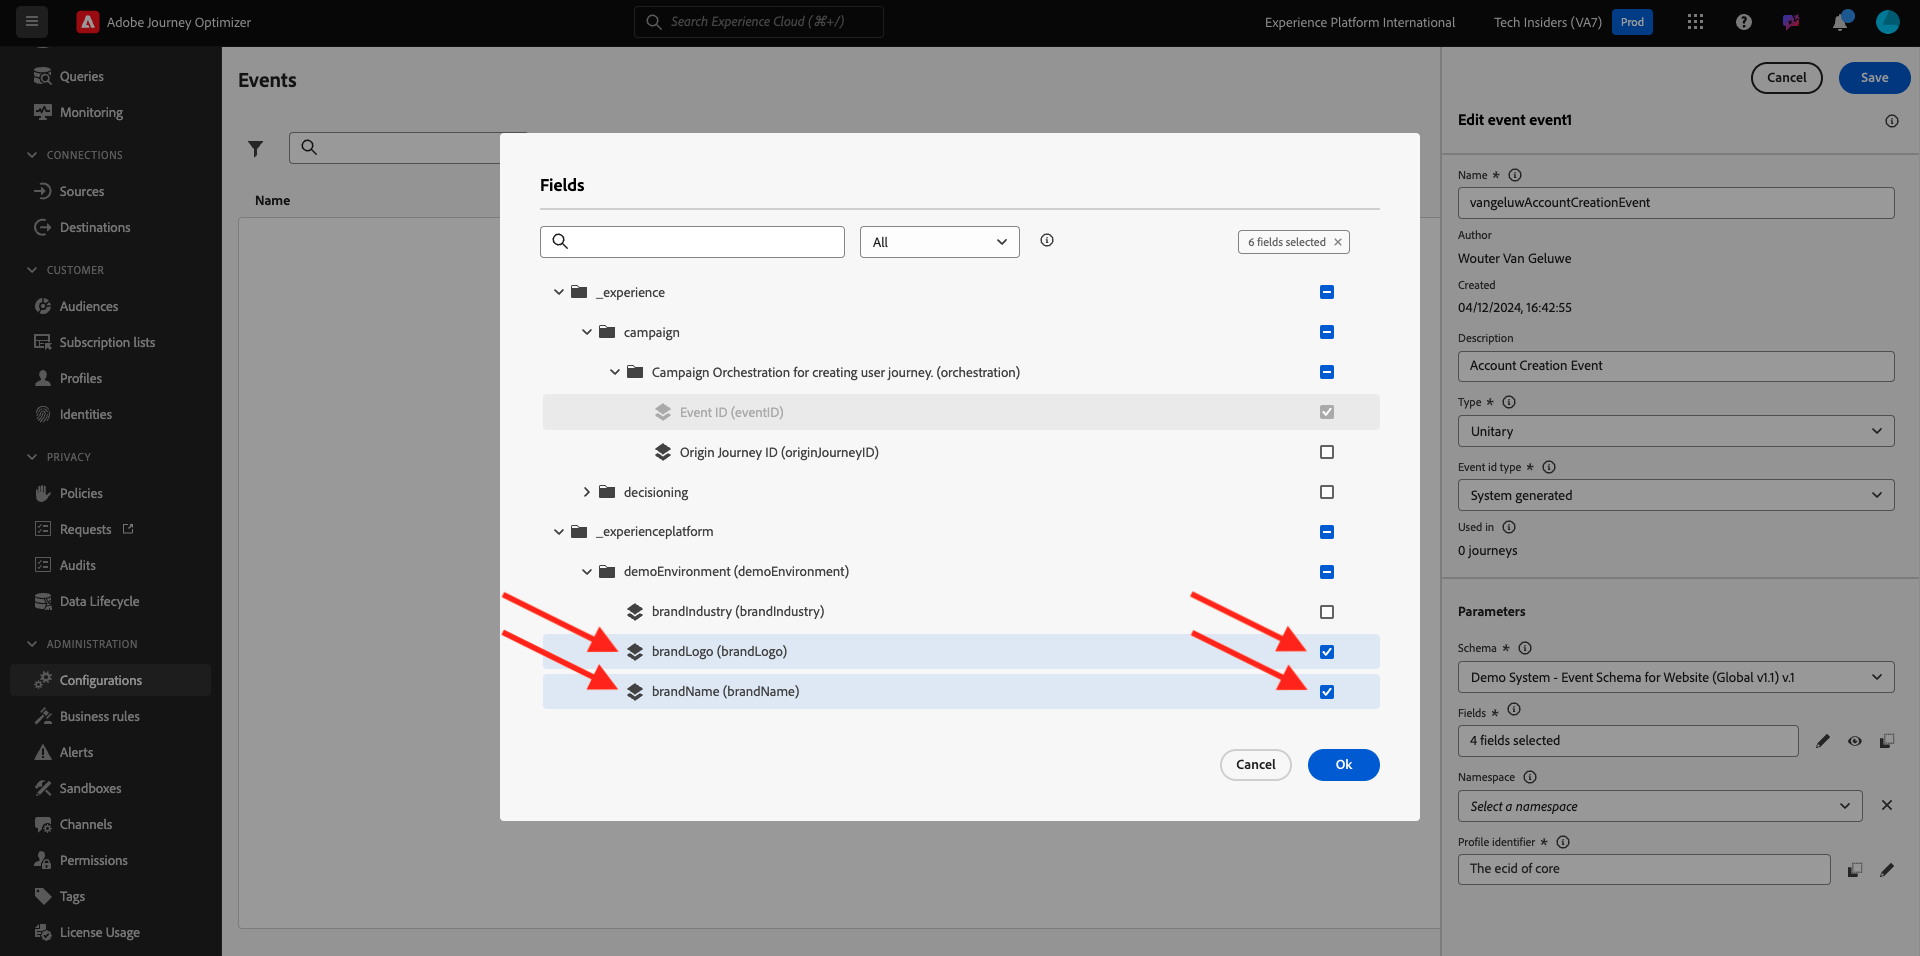 Adobe Journey Optimizer
Search Experience Cloud (⌘+/)
Experience Platform International
Tech Insiders (VA7)
Prod
Queries
Monitoring
CONNECTIONS
Sources
Destinations
CUSTOMER
Audiences
Subscription lists
Profiles
Identities
PRIVACY
Policies
Requests
Audits
Data Lifecycle
ADMINISTRATION
Configurations
Business rules
Alerts
Sandboxes
Channels
Permissions
Tags
License Usage
Events
Name
Fields
All
6 fields selected
_experience
campaign
Campaign Orchestration for creating user journey. (orchestration)
Event ID (eventID)
Origin Journey ID (originJourneyID)
decisioning
_experienceplatform
demoEnvironment (demoEnvironment)
brandIndustry (brandIndustry)
brandLogo (brandLogo)
brandName (brandName)
Cancel
Ok
Cancel
Save
Edit event event1
Name *
vangeluwAccountCreationEvent
Author
Wouter Van Geluwe
Created
04/12/2024, 16:42:55
Description
Account Creation Event
Type *
Unitary
Event id type *
System generated
Used in
0 journeys
Parameters
Schema *
Demo System - Event Schema for Website (Global v1.1) v.1
Fields *
4 fields selected
Namespace
Select a namespace
Profile identifier *
The ecid of core